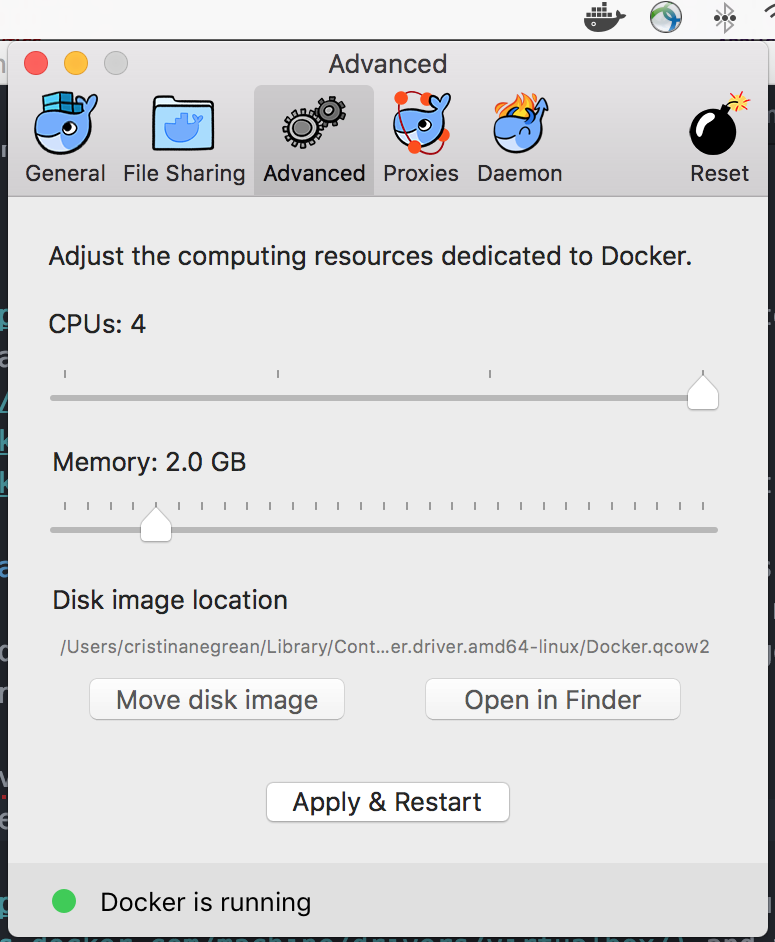 Advanced
General File Sharing Advanced Proxies Daemon Reset
Adjust the computing resources dedicated to Docker.
CPUs: 4
Memory: 2.0 GB
Disk image location
/Users/cristinanegrean/Library/Cont...er.driver.amd64-linux/Docker.qcow2
Move disk image Open in Finder
Apply & Restart
Docker is running